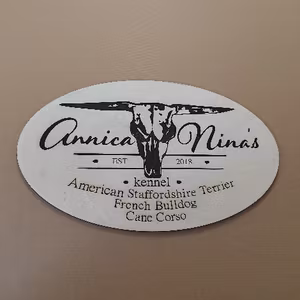 Annica Nina's
EST 2018
kennel
American Staffordshire Terrier
French Bulldog
Cane Corso